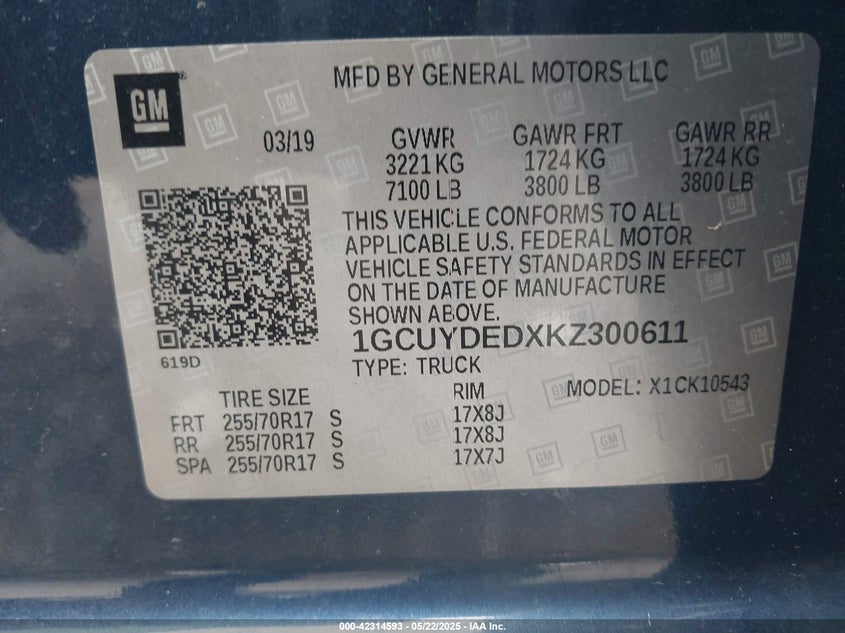 MFD BY GENERAL MOTORS LLC
GM
03/19
GVWR GAWR FRT GAWR RR
3221 KG 1724 KG 1724 KG
7100 LB 3800 LB 3800 LB
THIS VEHICLE CONFORMS TO ALL
APPLICABLE U.S. FEDERAL MOTOR
VEHICLE SAFETY STANDARDS IN EFFECT
ON THE DATE OF MANUFACTURE
SHOWN ABOVE.
1GCUYDEDXKZ300611
619D
TYPE: TRUCK
TIRE SIZE RIM MODEL: X1CK10543
FRT 255/70R17 S 17X8J
RR 255/70R17 S 17X8J
SPA 255/70R17 S 17X7J
000-42314593 - 05/22/2025 - IAA Inc.